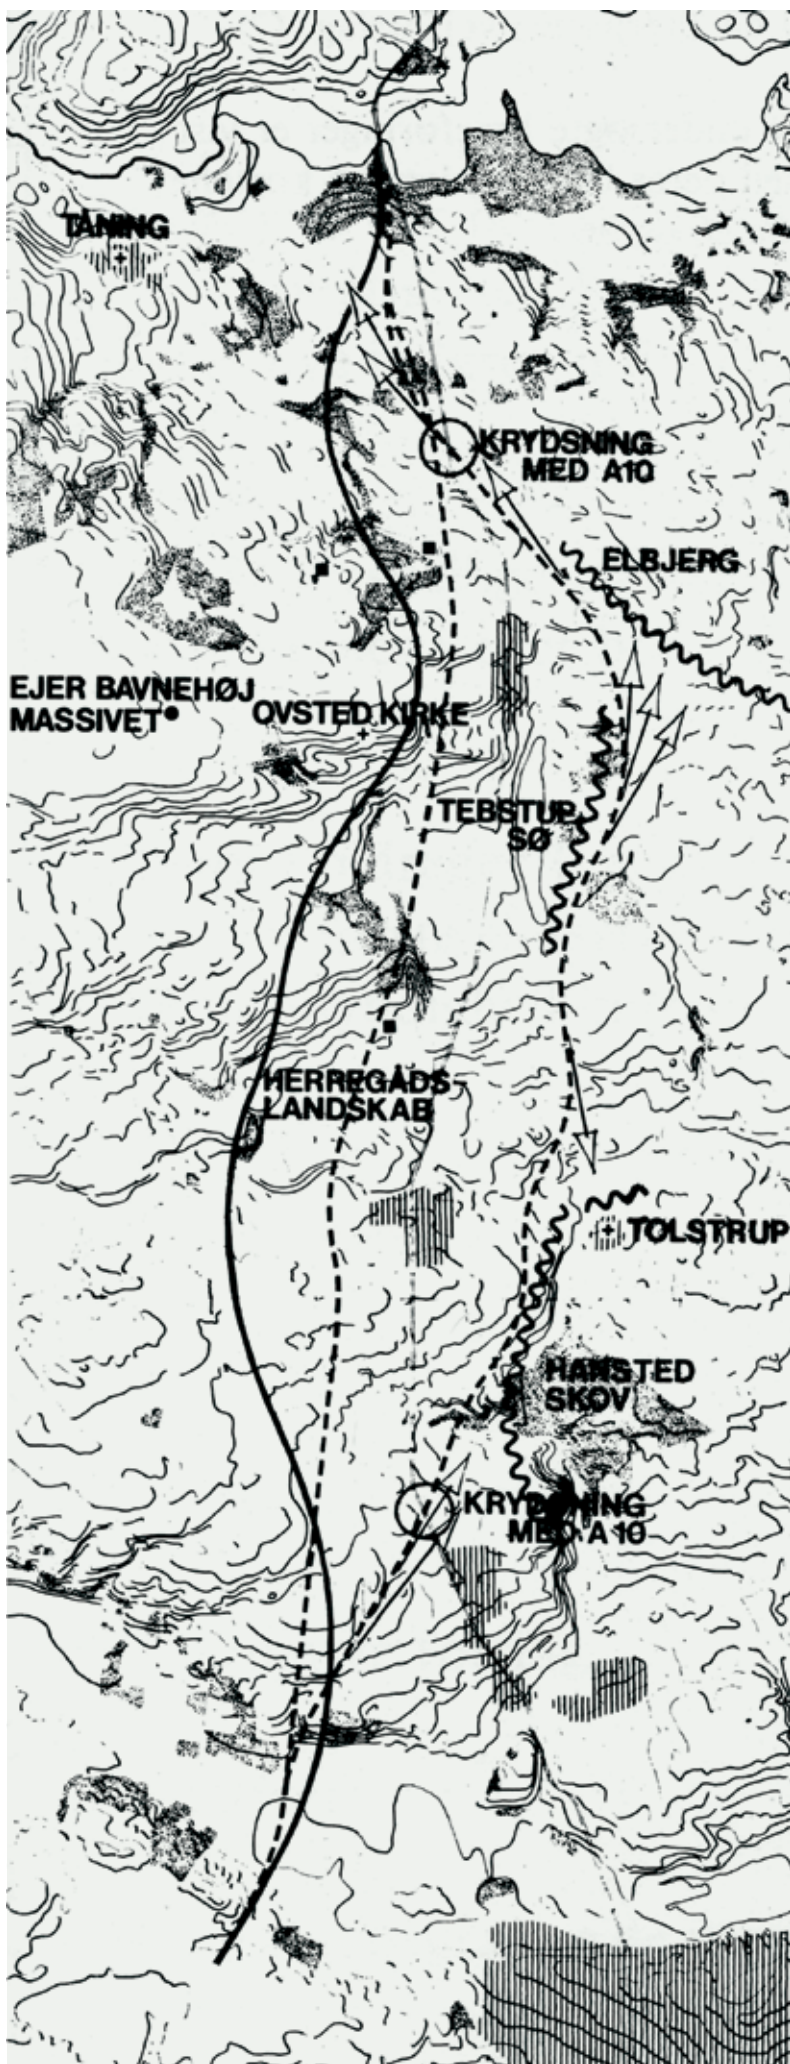 TÅNING
KRYDSNING
MED A10
ELBJERG
EJER BAVNEHØJ
MASSIVET
OVSTED KIRKE
TEBSTUP
SØ
HERREGÅDS-
LANDSKAB
TOLSTRUP
HANSTED
SKOV
KRYDSNING
MED A 10